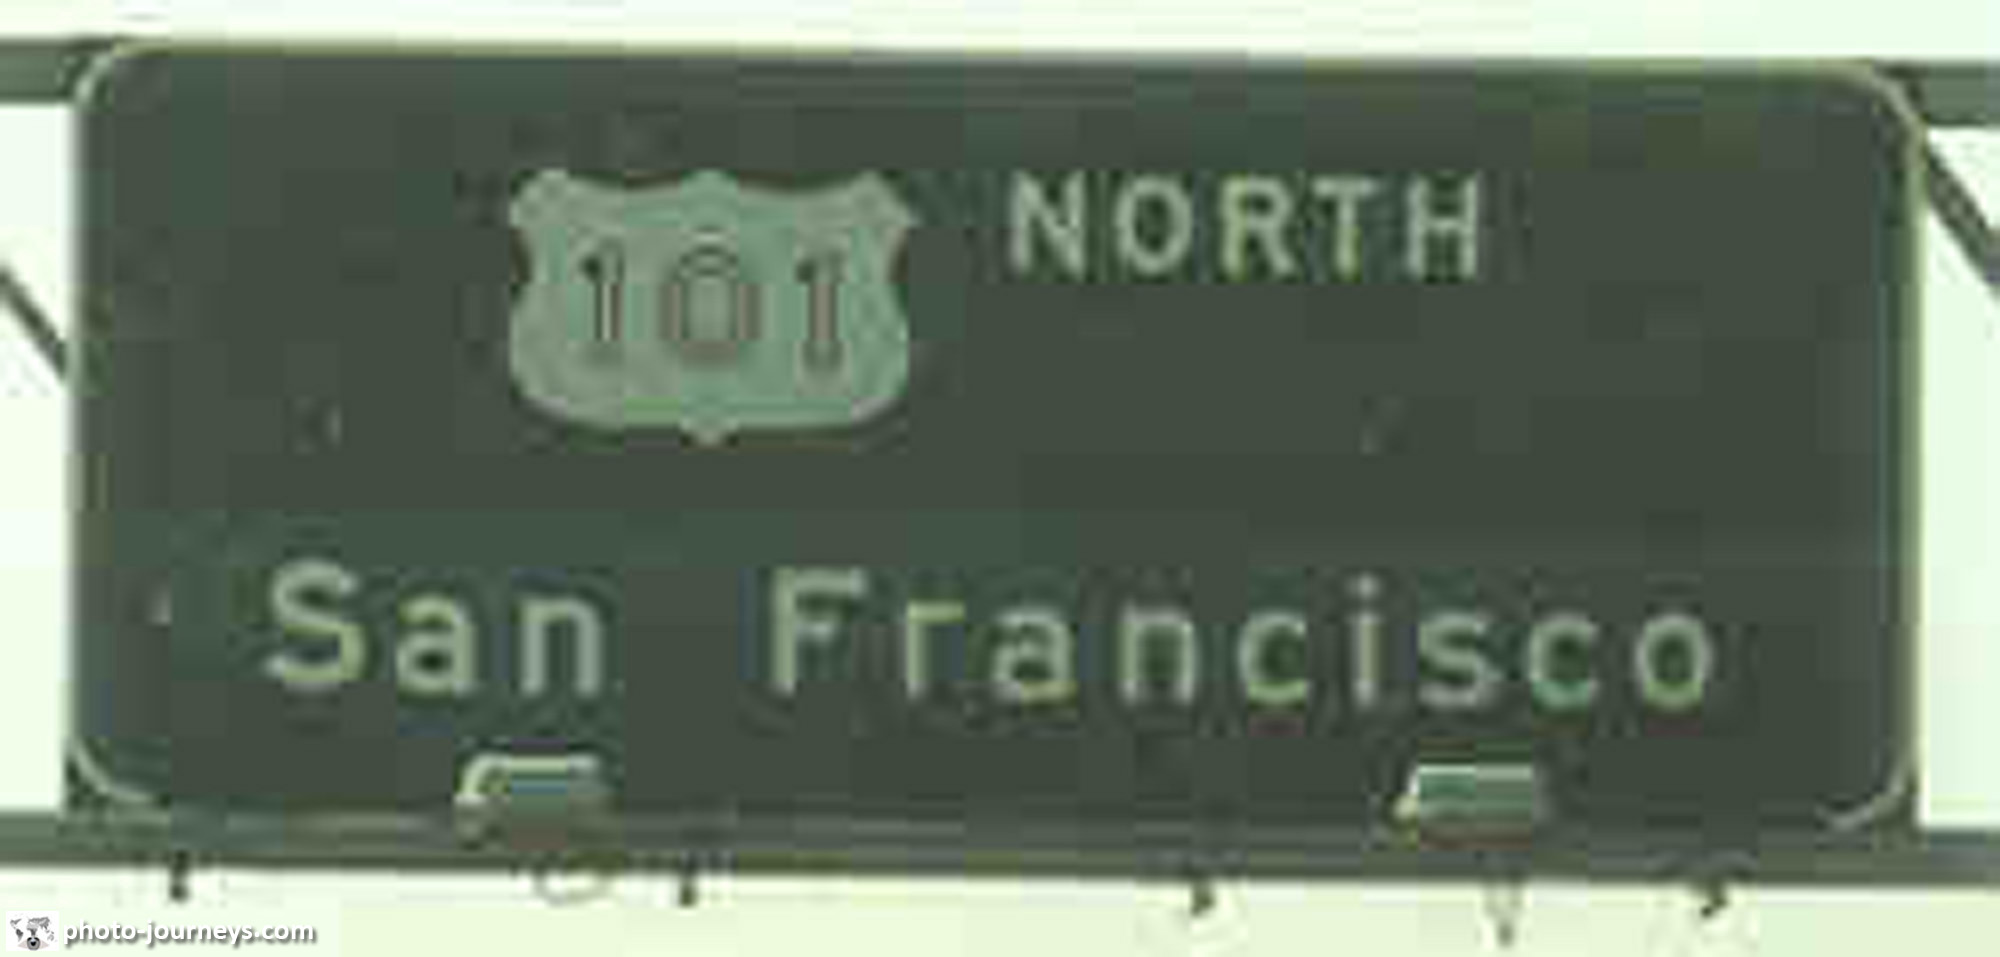 101 NORTH
San Francisco
photo-journeys.com